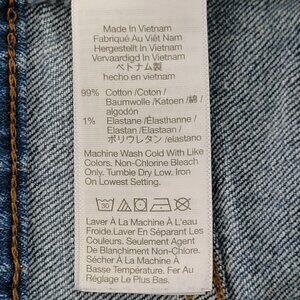 Made In Vietnam
Fabriqué Au Viêt Nam
Hergestellt In Vietnam
Vervaardigd In Vietnam
ベトナム製
hecho en vietnam
99% Cotton /Coton /
Baumwolle /Katoen /綿 /
algodón
1% Elastane /Élasthanne /
Elastan /Elastaan /
ポリウレタン /elastano
Machine Wash Cold With Like
Colors. Non-Chlorine Bleach
Only. Tumble Dry Low. Iron
On Lowest Setting.
30
Laver À La Machine À L'eau
Froide.Laver En Séparant Les
Couleurs. Seulement Agent
De Blanchiment Non-Chlore.
Sécher À La Machine À
Basse Température. Fer Au
Réglage Le Plus Bas.